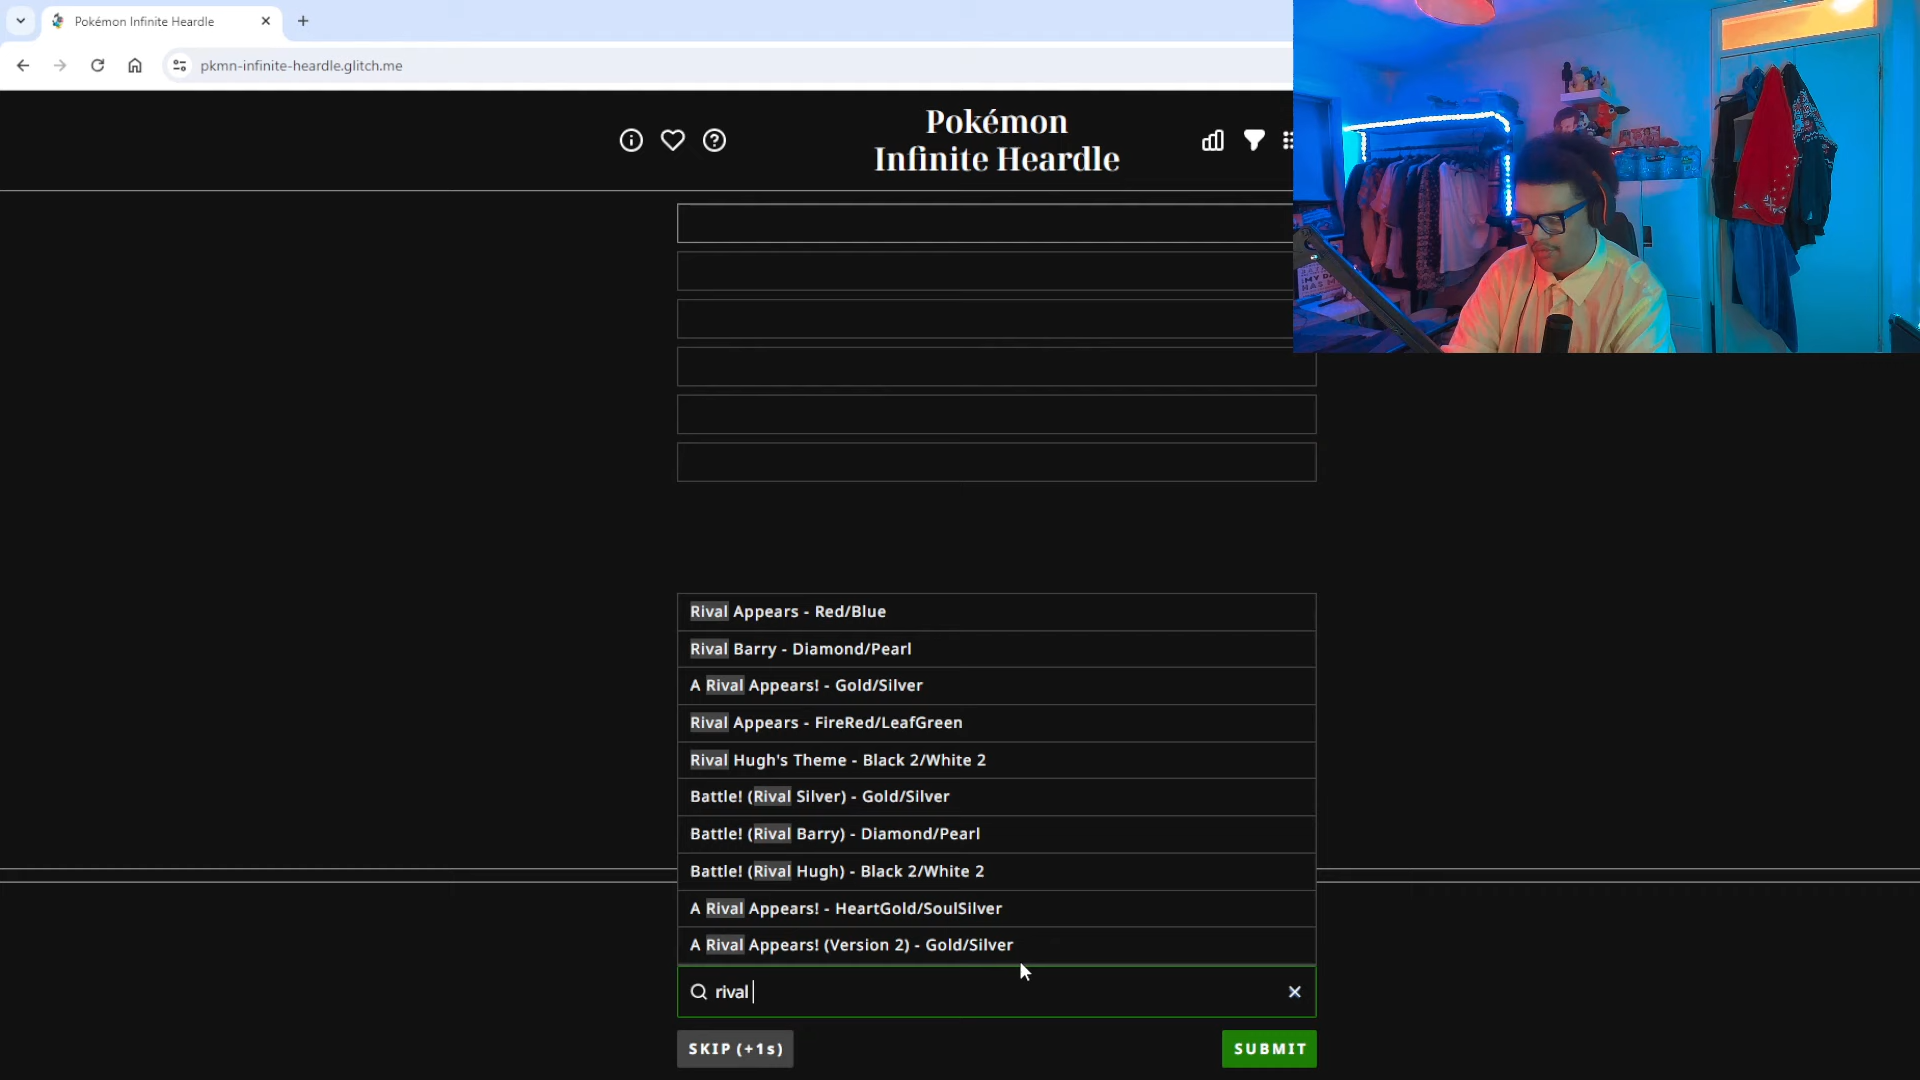 Pokémon Infinite Heardle
pkmn-infinite-heardle.glitch.me
Pokémon
Infinite Heardle
Rival Appears - Red/Blue
Rival Barry - Diamond/Pearl
A Rival Appears! - Gold/Silver
Rival Appears - FireRed/LeafGreen
Rival Hugh's Theme - Black 2/White 2
Battle! (Rival Silver) - Gold/Silver
Battle! (Rival Barry) - Diamond/Pearl
Battle! (Rival Hugh) - Black 2/White 2
A Rival Appears! - HeartGold/SoulSilver
A Rival Appears! (Version 2) - Gold/Silver
rival
SKIP (+1s)
SUBMIT